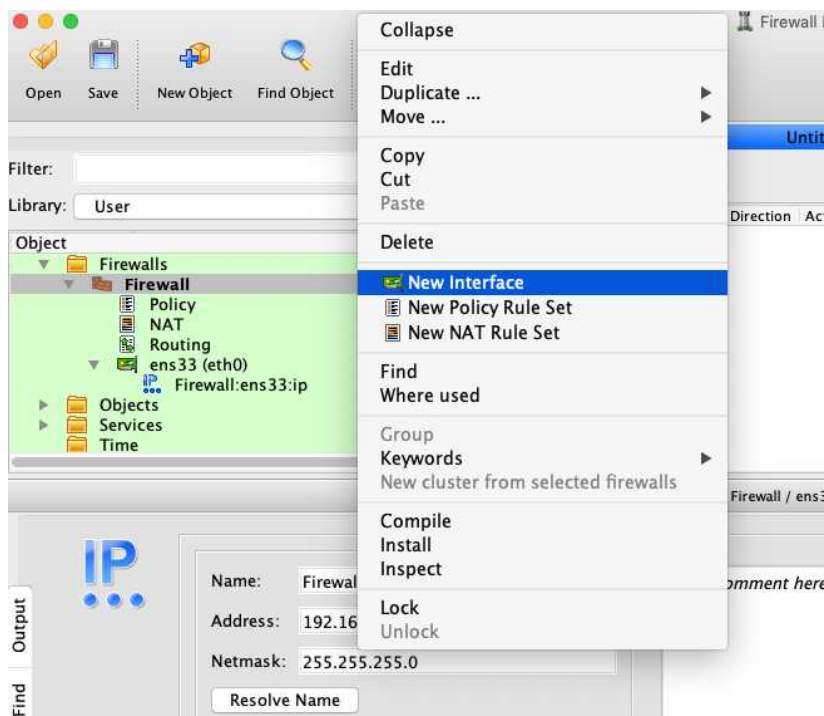 Firewall
Open
Save
New Object
Find Object
Filter:
Library:
User
Object
Firewalls
Firewall
Policy
NAT
Routing
ens33 (eth0)
Firewall:ens33:ip
Objects
Services
Time
Collapse
Edit
Duplicate ...
Move ...
Copy
Cut
Paste
Delete
New Interface
New Policy Rule Set
New NAT Rule Set
Find
Where used
Group
Keywords
New cluster from selected firewalls
Compile
Install
Inspect
Lock
Unlock
Untit
Direction Ac
Firewall / ens3
omment here
Output
Find
IP
Name: Firewal
Address: 192.16
Netmask: 255.255.255.0
Resolve Name